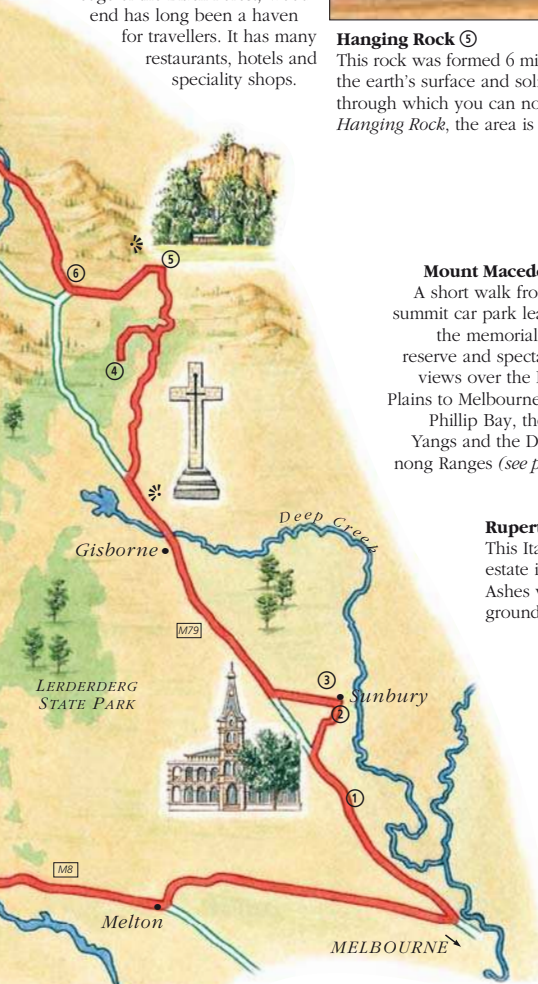 end has long been a haven
for travellers. It has many
restaurants, hotels and
speciality shops.
Hanging Rock ⑤
This rock was formed 6 mi
the earth's surface and sol
through which you can no
Hanging Rock, the area is
⑤
⑥
④
Mount Maced
A short walk fro
summit car park lea
the memorial
reserve and specta
views over the
Plains to Melbourne
Phillip Bay, th
Yangs and the D
nong Ranges (see p
Deep Creek
Gisborne
Rupert
This Ita
estate i
Ashes
ground
M79
LERDERDERG
STATE PARK
③
Sunbury
②
①
M8
Melton
MELBOURNE